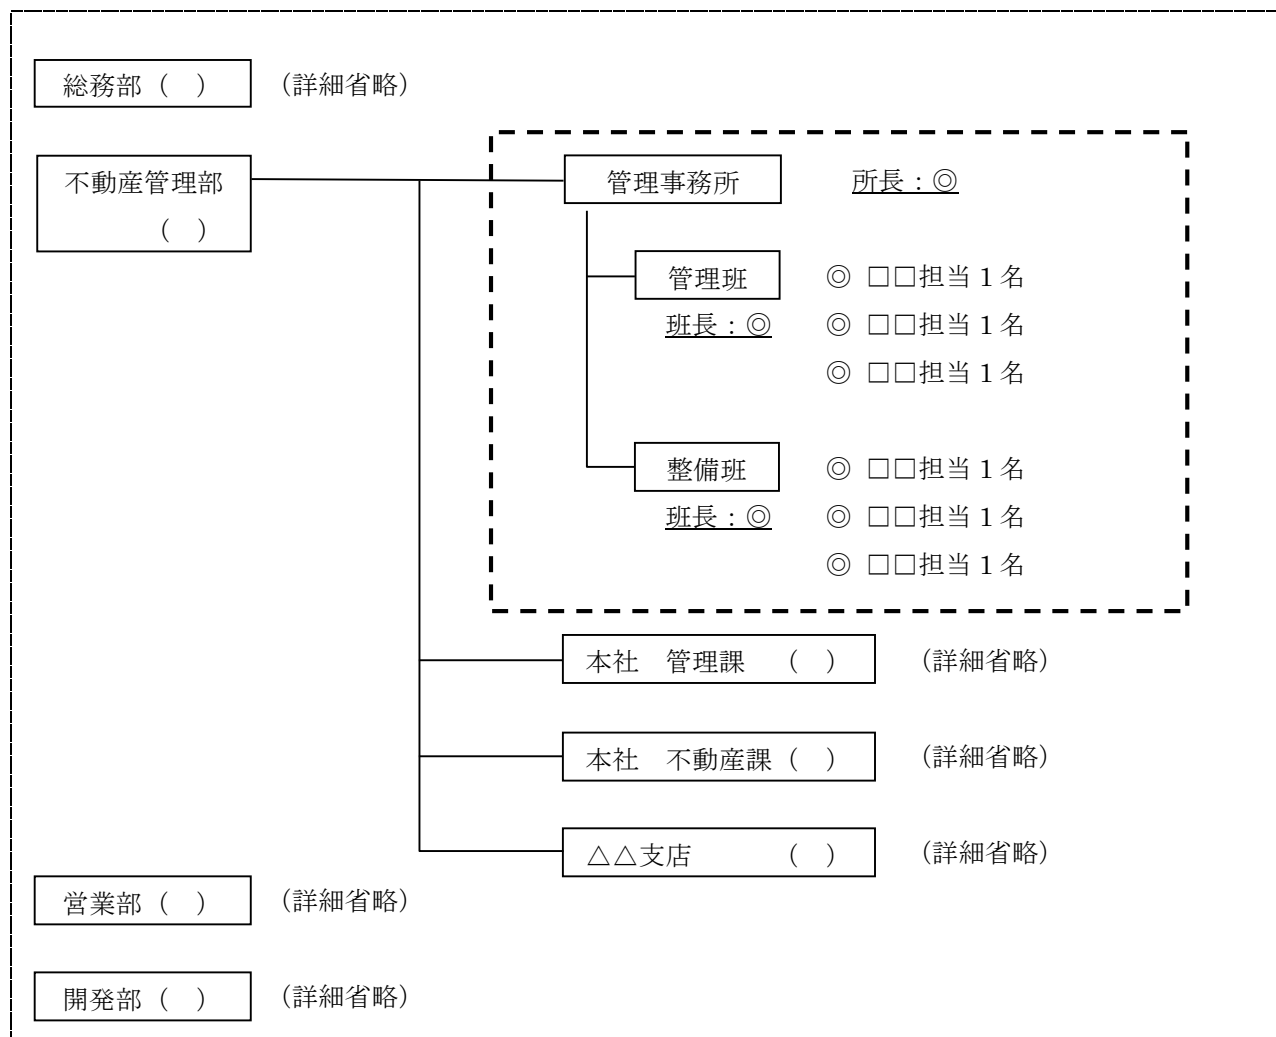 総務部（　） （詳細省略）
不動産管理部
（　）
管理事務所 所長：◎
管理班 ◎ □□担当１名
班長：◎ ◎ □□担当１名
◎ □□担当１名
整備班 ◎ □□担当１名
班長：◎ ◎ □□担当１名
◎ □□担当１名
本社　管理課　（　） （詳細省略）
本社　不動産課（　） （詳細省略）
△△支店　　　（　） （詳細省略）
営業部（　） （詳細省略）
開発部（　） （詳細省略）